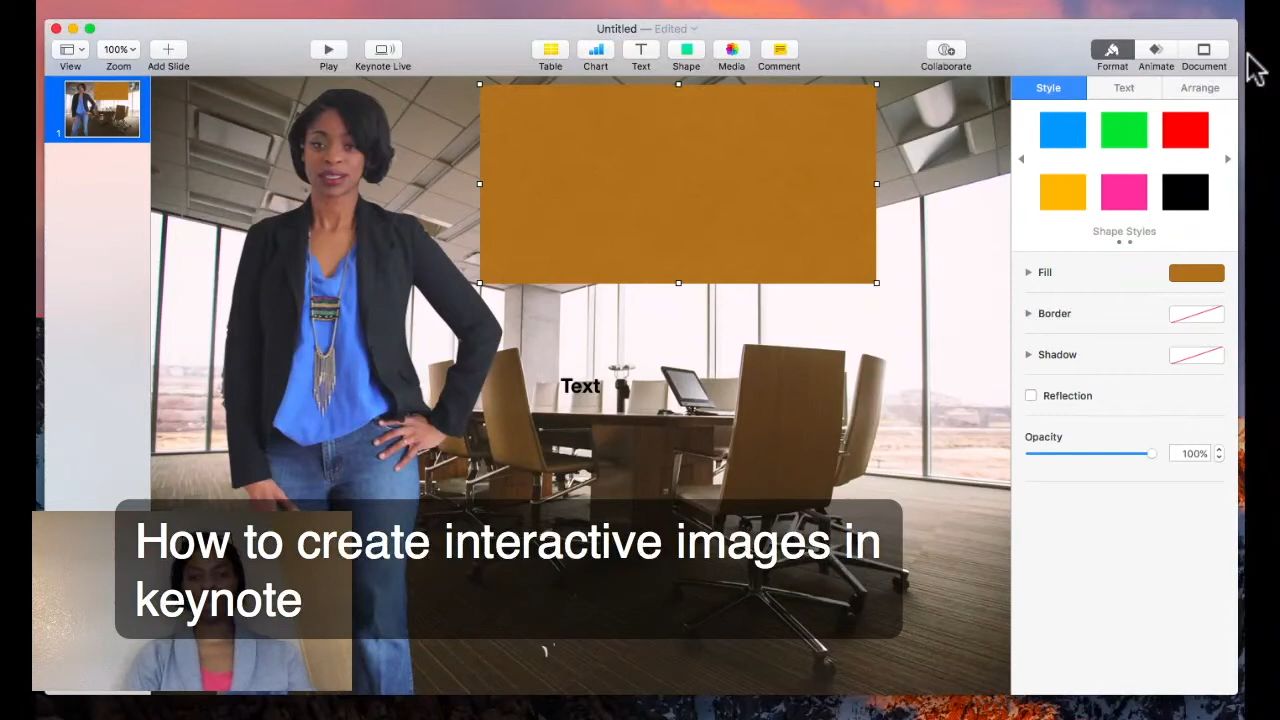 Untitled — Edited
100%
View
Zoom
Add Slide
Play
Keynote Live
Table
Chart
Text
Shape
Media
Comment
Collaborate
Format
Animate
Document
1
Style
Text
Arrange
Shape Styles
Fill
Border
Shadow
Reflection
Opacity
100%
Text
How to create interactive images in
keynote